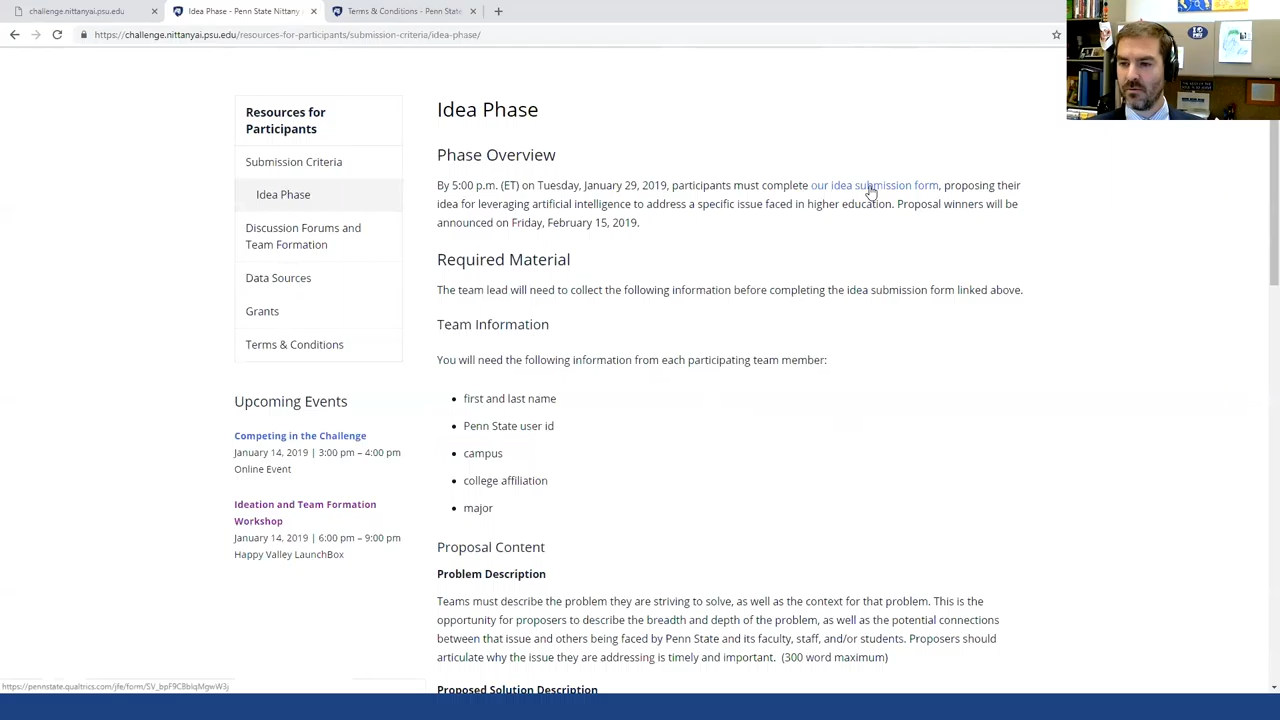 challenge.nittanyai.psu.edu
Idea Phase - Penn State Nittany
Terms & Conditions - Penn State
https://challenge.nittanyai.psu.edu/resources-for-participants/submission-criteria/idea-phase/
Resources for
Participants
Submission Criteria
Idea Phase
Discussion Forums and
Team Formation
Data Sources
Grants
Terms & Conditions
Upcoming Events
Competing in the Challenge
January 14, 2019 | 3:00 pm – 4:00 pm
Online Event
Ideation and Team Formation
Workshop
January 14, 2019 | 6:00 pm – 9:00 pm
Happy Valley LaunchBox
Idea Phase
Phase Overview
By 5:00 p.m. (ET) on Tuesday, January 29, 2019, participants must complete our idea submission form, proposing their
idea for leveraging artificial intelligence to address a specific issue faced in higher education. Proposal winners will be
announced on Friday, February 15, 2019.
Required Material
The team lead will need to collect the following information before completing the idea submission form linked above.
Team Information
You will need the following information from each participating team member:
• first and last name
• Penn State user id
• campus
• college affiliation
• major
Proposal Content
Problem Description
Teams must describe the problem they are striving to solve, as well as the context for that problem. This is the
opportunity for proposers to describe the breadth and depth of the problem, as well as the potential connections
between that issue and others being faced by Penn State and its faculty, staff, and/or students. Proposers should
articulate why the issue they are addressing is timely and important. (300 word maximum)
Proposed Solution Description